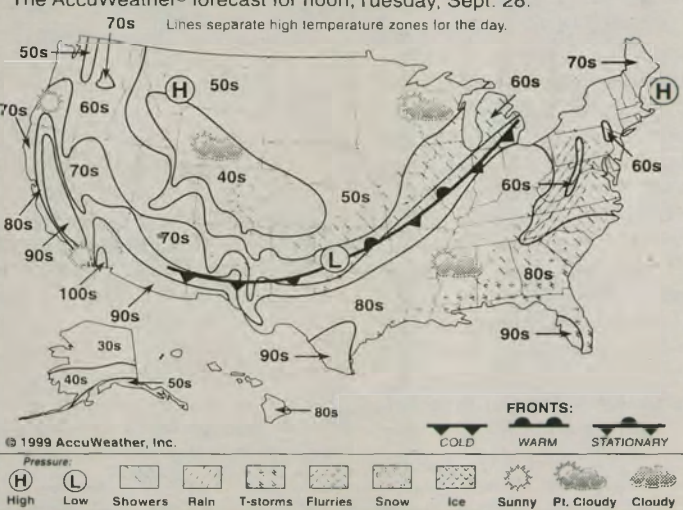 The AccuWeather® forecast for noon, Tuesday, Sept. 28.
Lines separate high temperature zones for the day.
70s
50s
70s
50s
60s
60s
70s
40s
60s
60s
50s
70s
70s
80s
90s
100s
90s
80s
80s
90s
90s
30s
40s
50s
80s
H
H
L
FRONTS:
COLD WARM STATIONARY
© 1999 AccuWeather, Inc.
Pressure:
H L
High Low Showers Rain T-storms Flurries Snow Ice Sunny Pt. Cloudy Cloudy